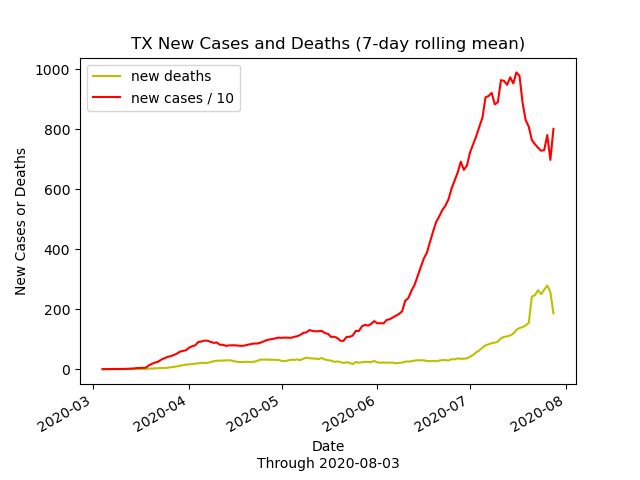 TX New Cases and Deaths (7-day rolling mean)
new deaths
new cases / 10
New Cases or Deaths
1000
800
600
400
200
0
2020-03
2020-04
2020-05
2020-06
2020-07
2020-08
Date
Through 2020-08-03